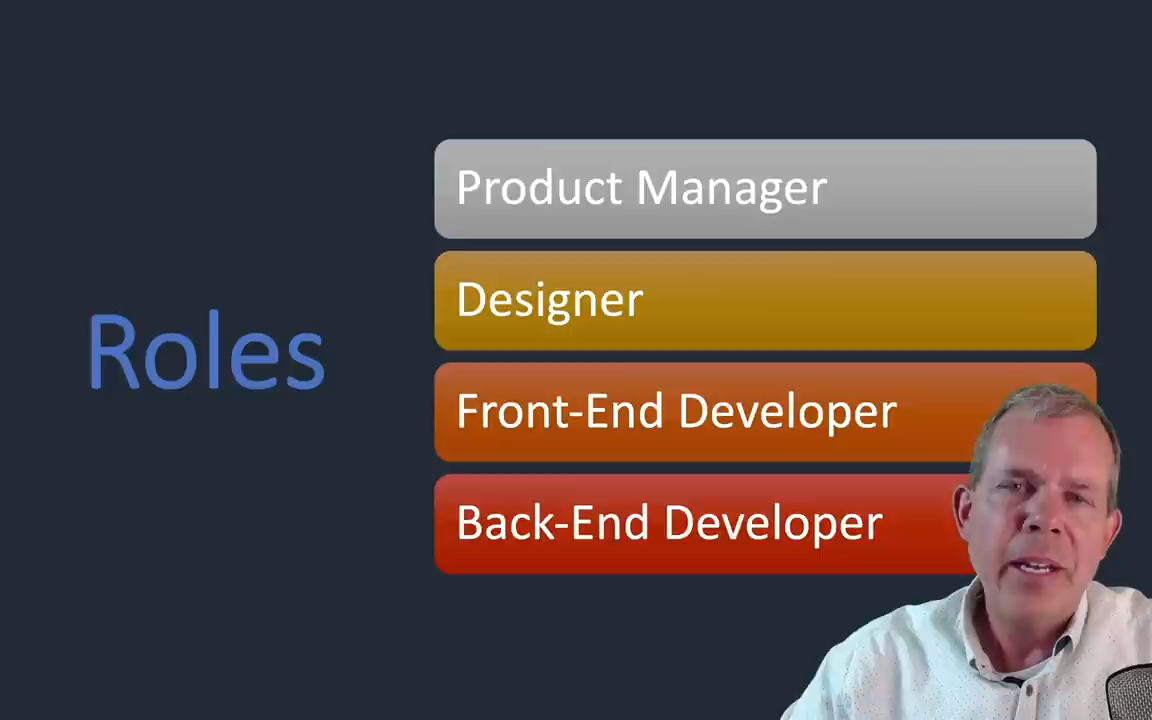 Roles
Product Manager
Designer
Front-End Developer
Back-End Developer